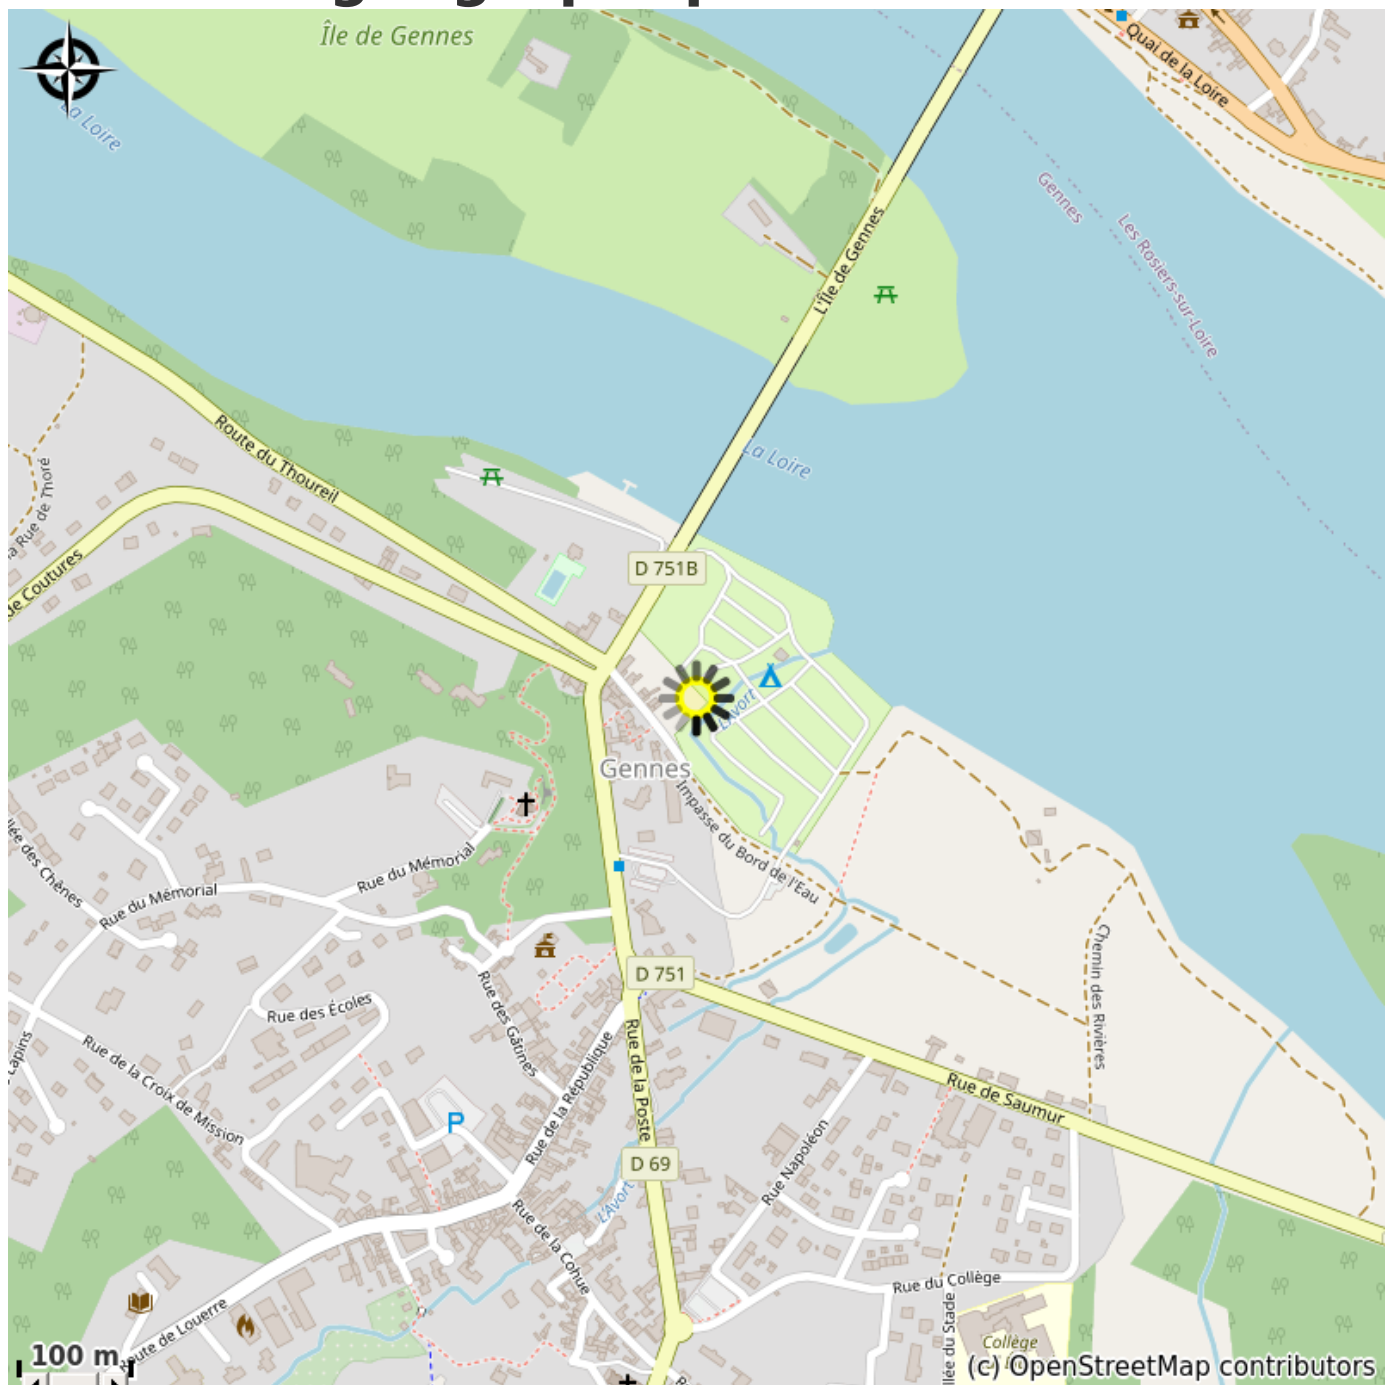 Île de Gennes
La Loire
Quai de la Loire
Gennes
Les Rosiers-sur-Loire
L'Île de Gennes
La Loire
Route du Thoureil
la Rue de Thoré
de Coutures
D 751B
L'Avort
Gennes
Impasse du Bord de l'Eau
Rue du Mémorial
Rue du Mémorial
llée des Chênes
D 751
Chemin des Rivières
Rue des Écoles
Rue des Gâtines
Rue de la République
Rue de la Poste
Lapins
Rue de la Croix de Mission
P
Rue de Saumur
Rue Napoléon
D 69
L'Avort
Rue de la Cohue
Rue du Collège
Route de Louerre
llée du Stade
Collège
100 m
(c) OpenStreetMap contributors